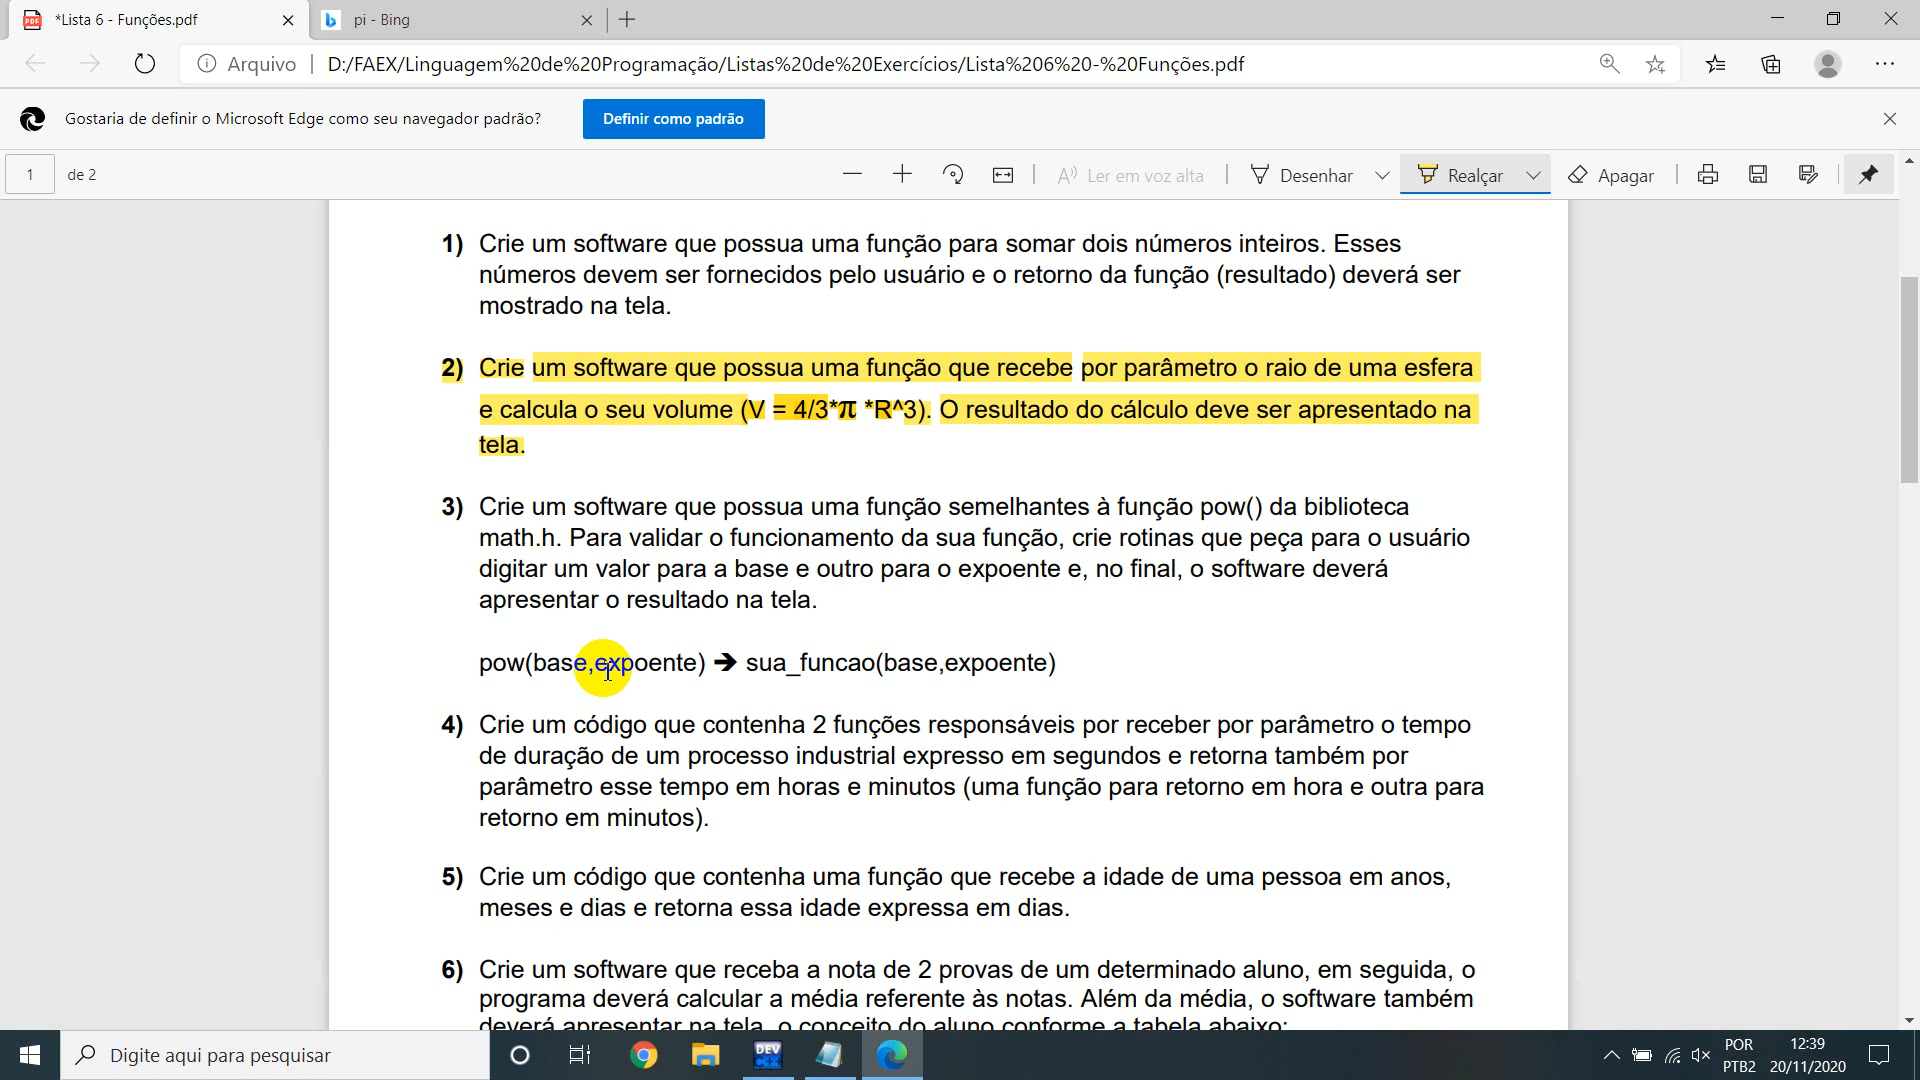 *Lista 6 - Funções.pdf
pi - Bing
Arquivo
D:/FAEX/Linguagem%20de%20Programação/Listas%20de%20Exercícios/Lista%206%20-%20Funções.pdf
Gostaria de definir o Microsoft Edge como seu navegador padrão?
Definir como padrão
1 de 2
Ler em voz alta
Desenhar
Realçar
Apagar
1) Crie um software que possua uma função para somar dois números inteiros. Esses
números devem ser fornecidos pelo usuário e o retorno da função (resultado) deverá ser
mostrado na tela.
2) Crie um software que possua uma função que recebe por parâmetro o raio de uma esfera
e calcula o seu volume (V = 4/3*π *R^3). O resultado do cálculo deve ser apresentado na
tela.
3) Crie um software que possua uma função semelhantes à função pow() da biblioteca
math.h. Para validar o funcionamento da sua função, crie rotinas que peça para o usuário
digitar um valor para a base e outro para o expoente e, no final, o software deverá
apresentar o resultado na tela.
pow(base,expoente) 🡺 sua_funcao(base,expoente)
4) Crie um código que contenha 2 funções responsáveis por receber por parâmetro o tempo
de duração de um processo industrial expresso em segundos e retorna também por
parâmetro esse tempo em horas e minutos (uma função para retorno em hora e outra para
retorno em minutos).
5) Crie um código que contenha uma função que recebe a idade de uma pessoa em anos,
meses e dias e retorna essa idade expressa em dias.
6) Crie um software que receba a nota de 2 provas de um determinado aluno, em seguida, o
programa deverá calcular a média referente às notas. Além da média, o software também
deverá apresentar na tela, o conceito do aluno conforme a tabela abaixo:
Digite aqui para pesquisar
DEV
C++
POR
PTB2
12:39
20/11/2020